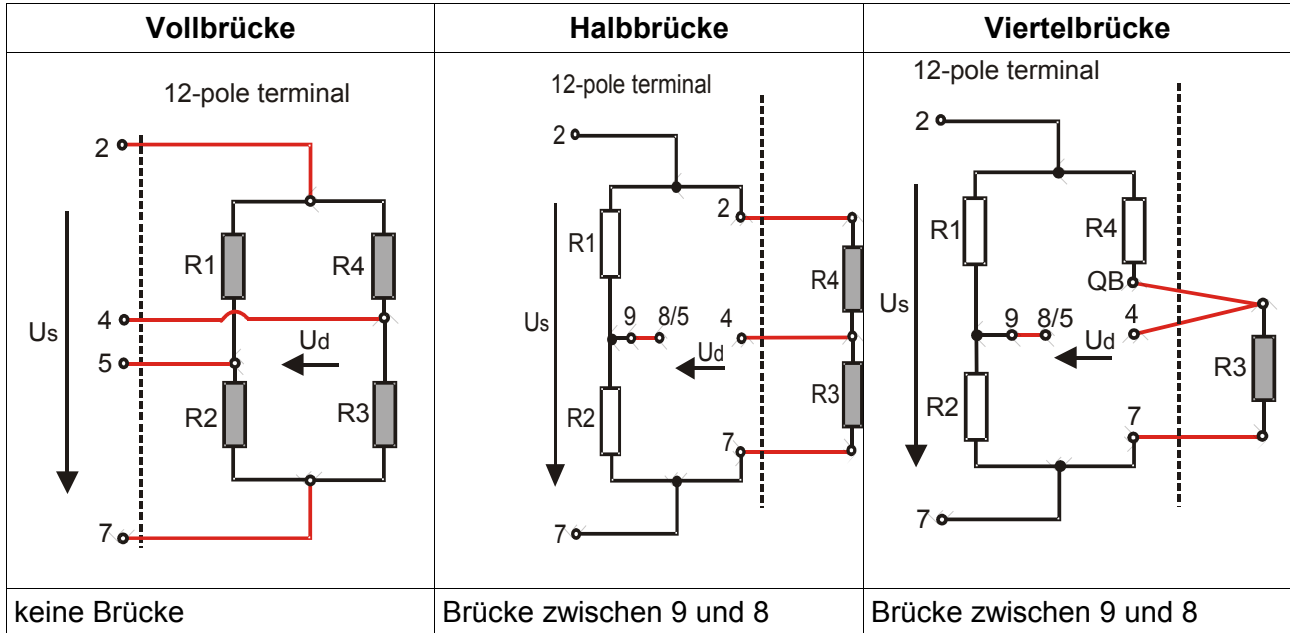 Vollbrücke
Halbbrücke
Viertelbrücke
12-pole terminal
2
R1
R4
Us
4
5
Ud
R2
R3
7
12-pole terminal
2
2
R1
R4
Us
9
8/5
4
Ud
R2
R3
7
7
12-pole terminal
2
R1
R4
QB
Us
9
8/5
4
Ud
R3
R2
7
7
keine Brücke
Brücke zwischen 9 und 8
Brücke zwischen 9 und 8